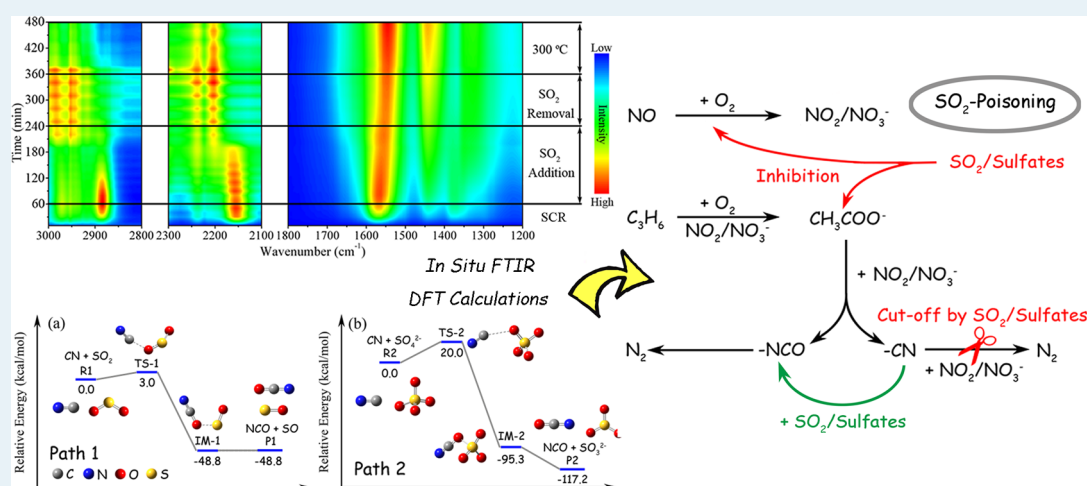 480
420
360
300
240
180
120
60
Time (min)
3000 2900 2800 2300 2200 2100 1800 1700 1600 1500 1400 1300 1200
Wavenumber (cm⁻¹)
300 ºC
SO₂
Removal
SO₂
Addition
SCR
Low
Intensity
High
In Situ FTIR
DFT Calculations
(a)
Relative Energy (kcal/mol)
CN + SO₂
R1
0.0
TS-1
3.0
IM-1
-48.8
NCO + SO
P1
-48.8
Path 1
C N O S
(b)
Relative Energy (kcal/mol)
CN + SO₄²⁻
R2
0.0
TS-2
20.0
IM-2
-95.3
NCO + SO₃²⁻
P2
-117.2
Path 2
SO₂-Poisoning
NO
+ O₂
NO₂/NO₃⁻
SO₂/Sulfates
Inhibition
C₃H₆
+ O₂
NO₂/NO₃⁻
CH₃COO⁻
+ NO₂/NO₃⁻
Cut-off by SO₂/Sulfates
N₂
-NCO
-CN
+ NO₂/NO₃⁻
N₂
+ SO₂/Sulfates